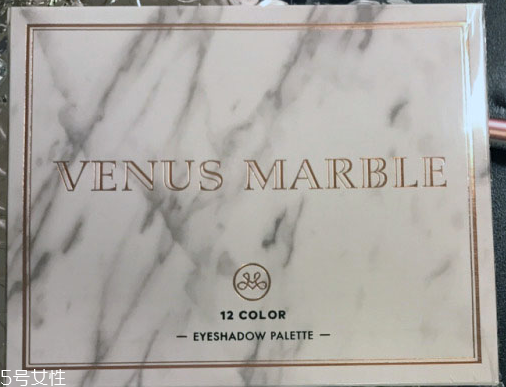 VENUS MARBLE
12 COLOR
— EYESHADOW PALETTE —
5号女性